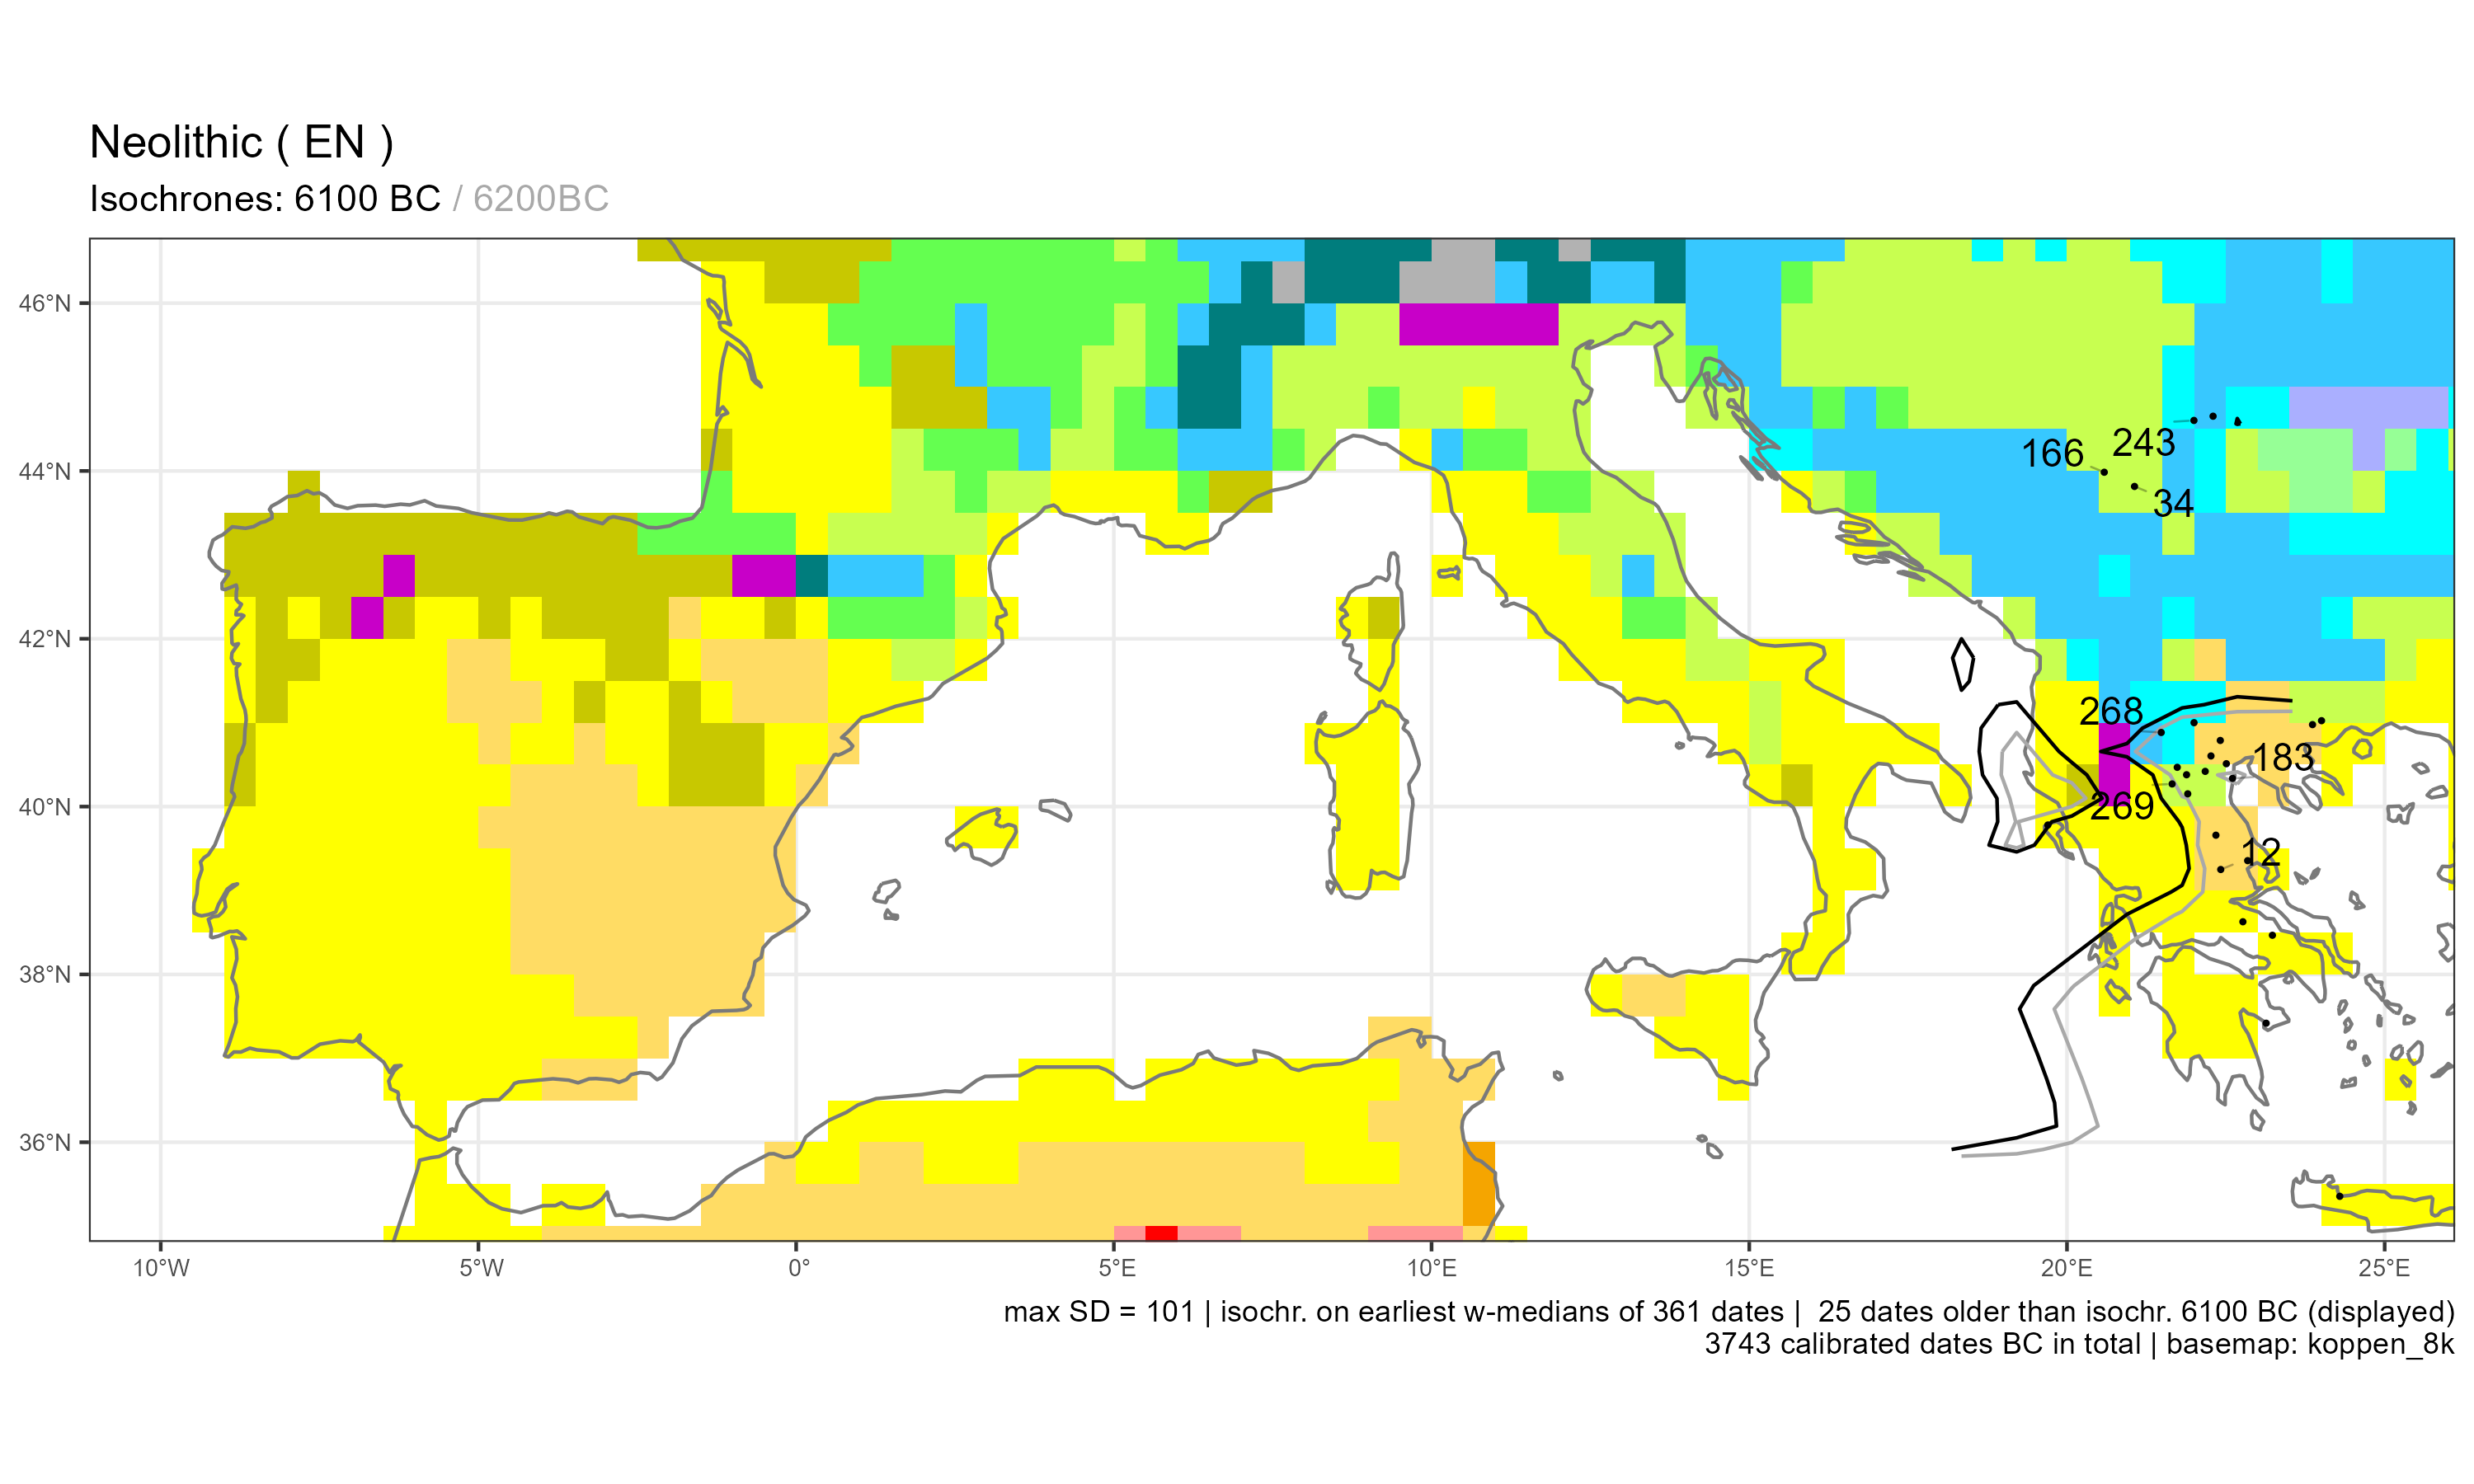 Neolithic ( EN )
Isochrones: 6100 BC / 6200BC
46°N
44°N
42°N
40°N
38°N
36°N
243
166
34
268
183
269
12
10°W
5°W
0°
5°E
10°E
15°E
20°E
25°E
max SD = 101 | isochr. on earliest w-medians of 361 dates |  25 dates older than isochr. 6100 BC (displayed)
3743 calibrated dates BC in total | basemap: koppen_8k